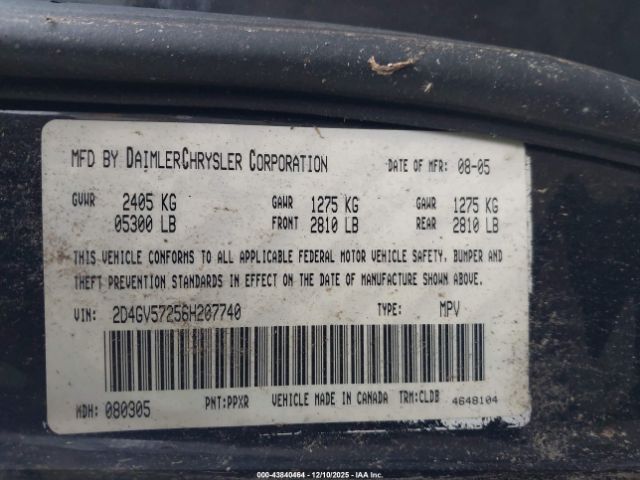 MFD BY DAIMLERCHRYSLER CORPORATION DATE OF MFR: 08-05
GVWR 2405 KG GAWR 1275 KG GAWR 1275 KG
05300 LB FRONT 2810 LB REAR 2810 LB
THIS VEHICLE CONFORMS TO ALL APPLICABLE FEDERAL MOTOR VEHICLE SAFETY, BUMPER AND
THEFT PREVENTION STANDARDS IN EFFECT ON THE DATE OF MANUFACTURE SHOWN ABOVE.
VIN: 2D4GV57256H207740 TYPE: MPV
MDH: 080305 PNT:PPXR VEHICLE MADE IN CANADA TRM:CLDB 4648104
000-43840464 - 12/10/2025 - IAAI.com